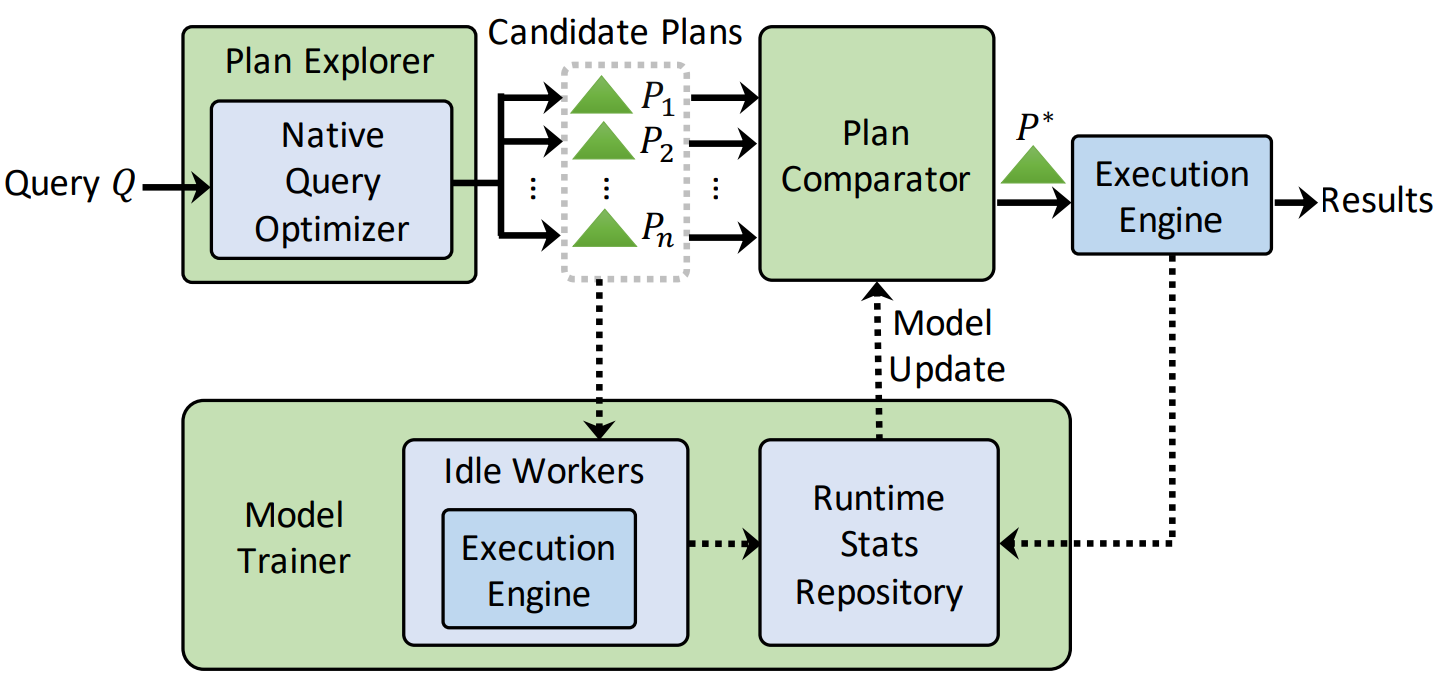 Candidate Plans
Plan Explorer
Native
Query
Optimizer
Query Q
P₁
P₂
⋮ ⋮ ⋮
Pₙ
Plan
Comparator
P*
Execution
Engine
Results
Model
Update
Model
Trainer
Idle Workers
Execution
Engine
Runtime
Stats
Repository